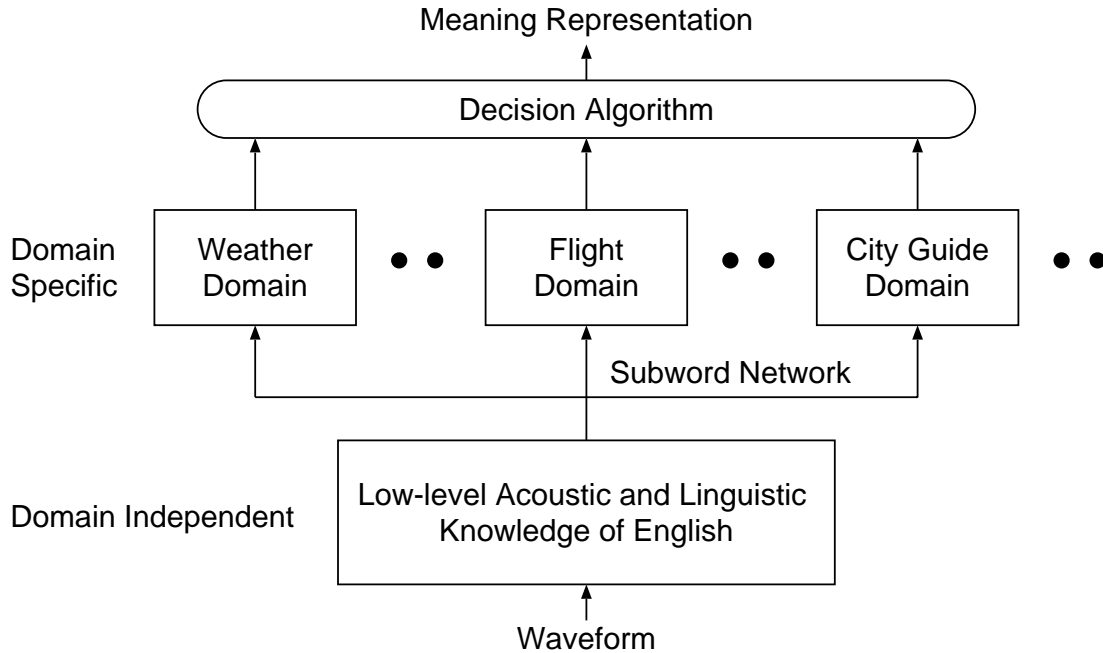 Meaning Representation
Decision Algorithm
Domain
Specific
Weather
Domain
Flight
Domain
City Guide
Domain
Subword Network
Domain Independent
Low-level Acoustic and Linguistic
Knowledge of English
Waveform